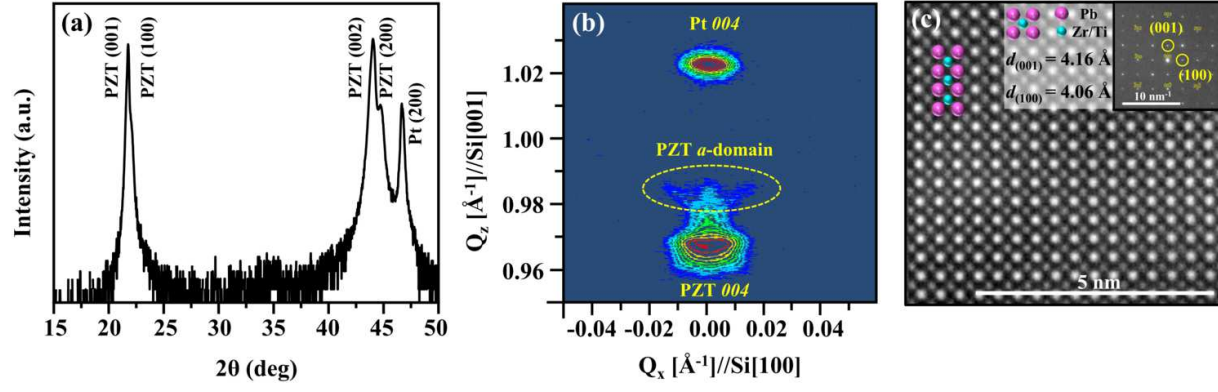 (a)
PZT (001)
PZT (100)
PZT (002)
PZT (200)
Pt (200)
Intensity (a.u.)
15 20 25 30 35 40 45 50
2θ (deg)
(b)
Pt 004
PZT a-domain
PZT 004
Q_z [Å⁻¹]//Si[001]
1.02
1.00
0.98
0.96
-0.04 -0.02 0.00 0.02 0.04
Q_x [Å⁻¹]//Si[100]
(c)
Pb
Zr/Ti
d(001) = 4.16 Å
d(100) = 4.06 Å
(001)
(100)
10 nm⁻¹
5 nm